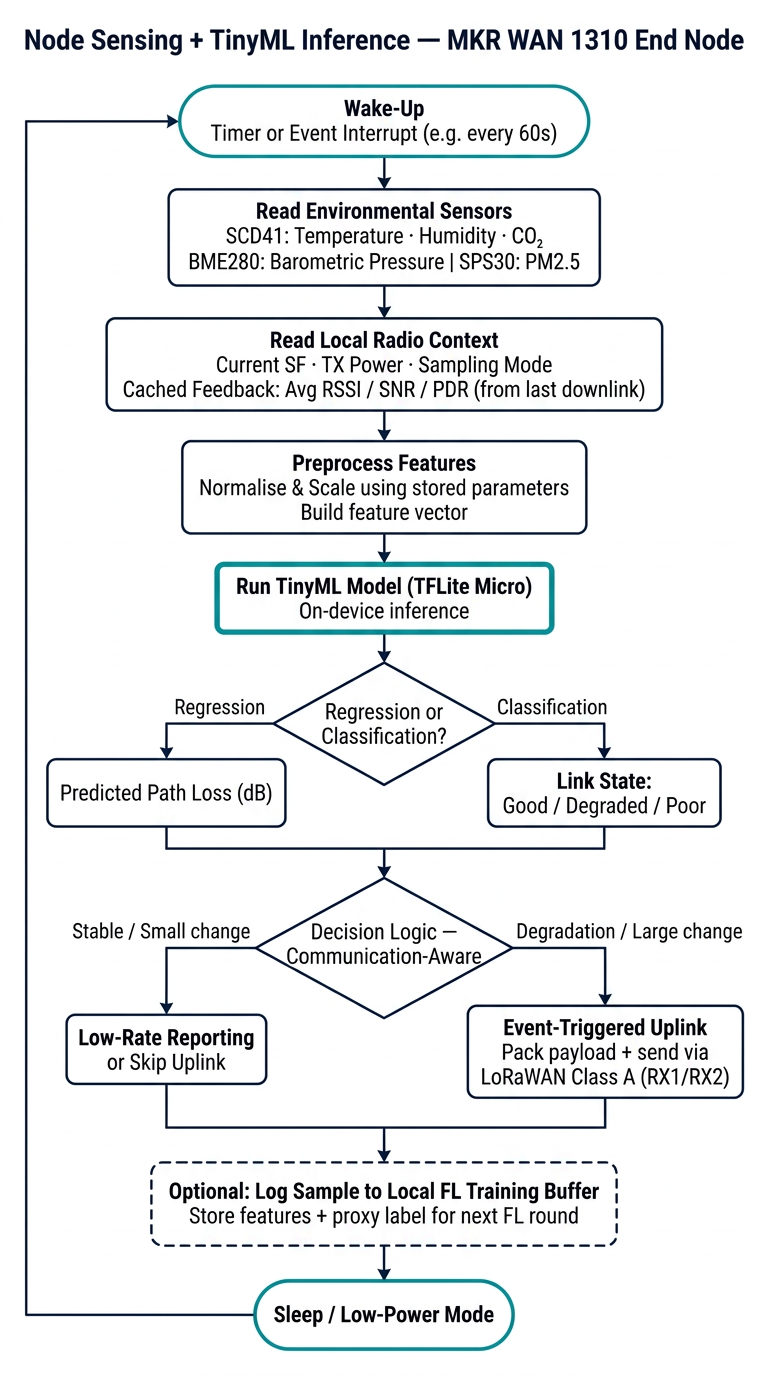 Node Sensing + TinyML Inference — MKR WAN 1310 End Node
Wake-Up
Timer or Event Interrupt (e.g. every 60s)
Read Environmental Sensors
SCD41: Temperature · Humidity · CO₂
BME280: Barometric Pressure | SPS30: PM2.5
Read Local Radio Context
Current SF · TX Power · Sampling Mode
Cached Feedback: Avg RSSI / SNR / PDR (from last downlink)
Preprocess Features
Normalise & Scale using stored parameters
Build feature vector
Run TinyML Model (TFLite Micro)
On-device inference
Regression or
Classification?
Regression
Classification
Predicted Path Loss (dB)
Link State:
Good / Degraded / Poor
Decision Logic —
Communication-Aware
Stable / Small change
Degradation / Large change
Low-Rate Reporting
or Skip Uplink
Event-Triggered Uplink
Pack payload + send via
LoRaWAN Class A (RX1/RX2)
Optional: Log Sample to Local FL Training Buffer
Store features + proxy label for next FL round
Sleep / Low-Power Mode